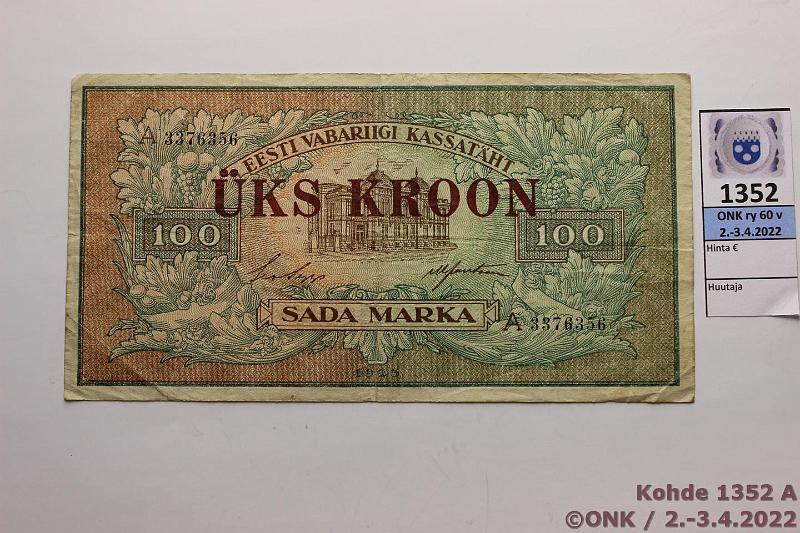 EESTI VABARIIGI KASSATÄHT
A 3376356
ÜKS KROON
100
100
SADA MARKA
A 3376356
1923
1352
ONK ry 60 v
2.-3.4.2022
Hinta €
Huutaja
Kohde 1352 A
©ONK / 2.-3.4.2022